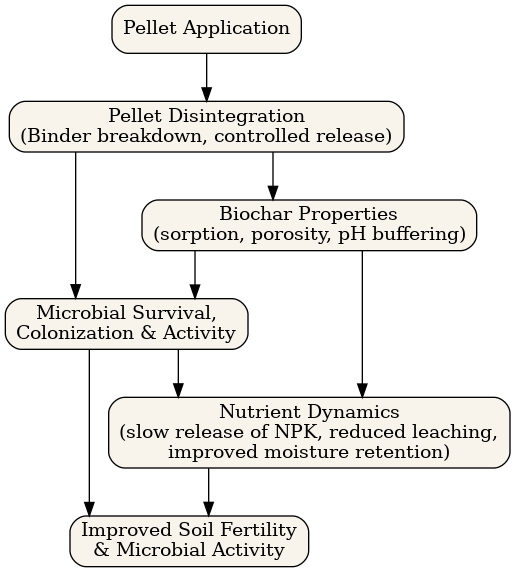 Pellet Application
Pellet Disintegration
(Binder breakdown, controlled release)
Biochar Properties
(sorption, porosity, pH buffering)
Microbial Survival,
Colonization & Activity
Nutrient Dynamics
(slow release of NPK, reduced leaching,
improved moisture retention)
Improved Soil Fertility
& Microbial Activity